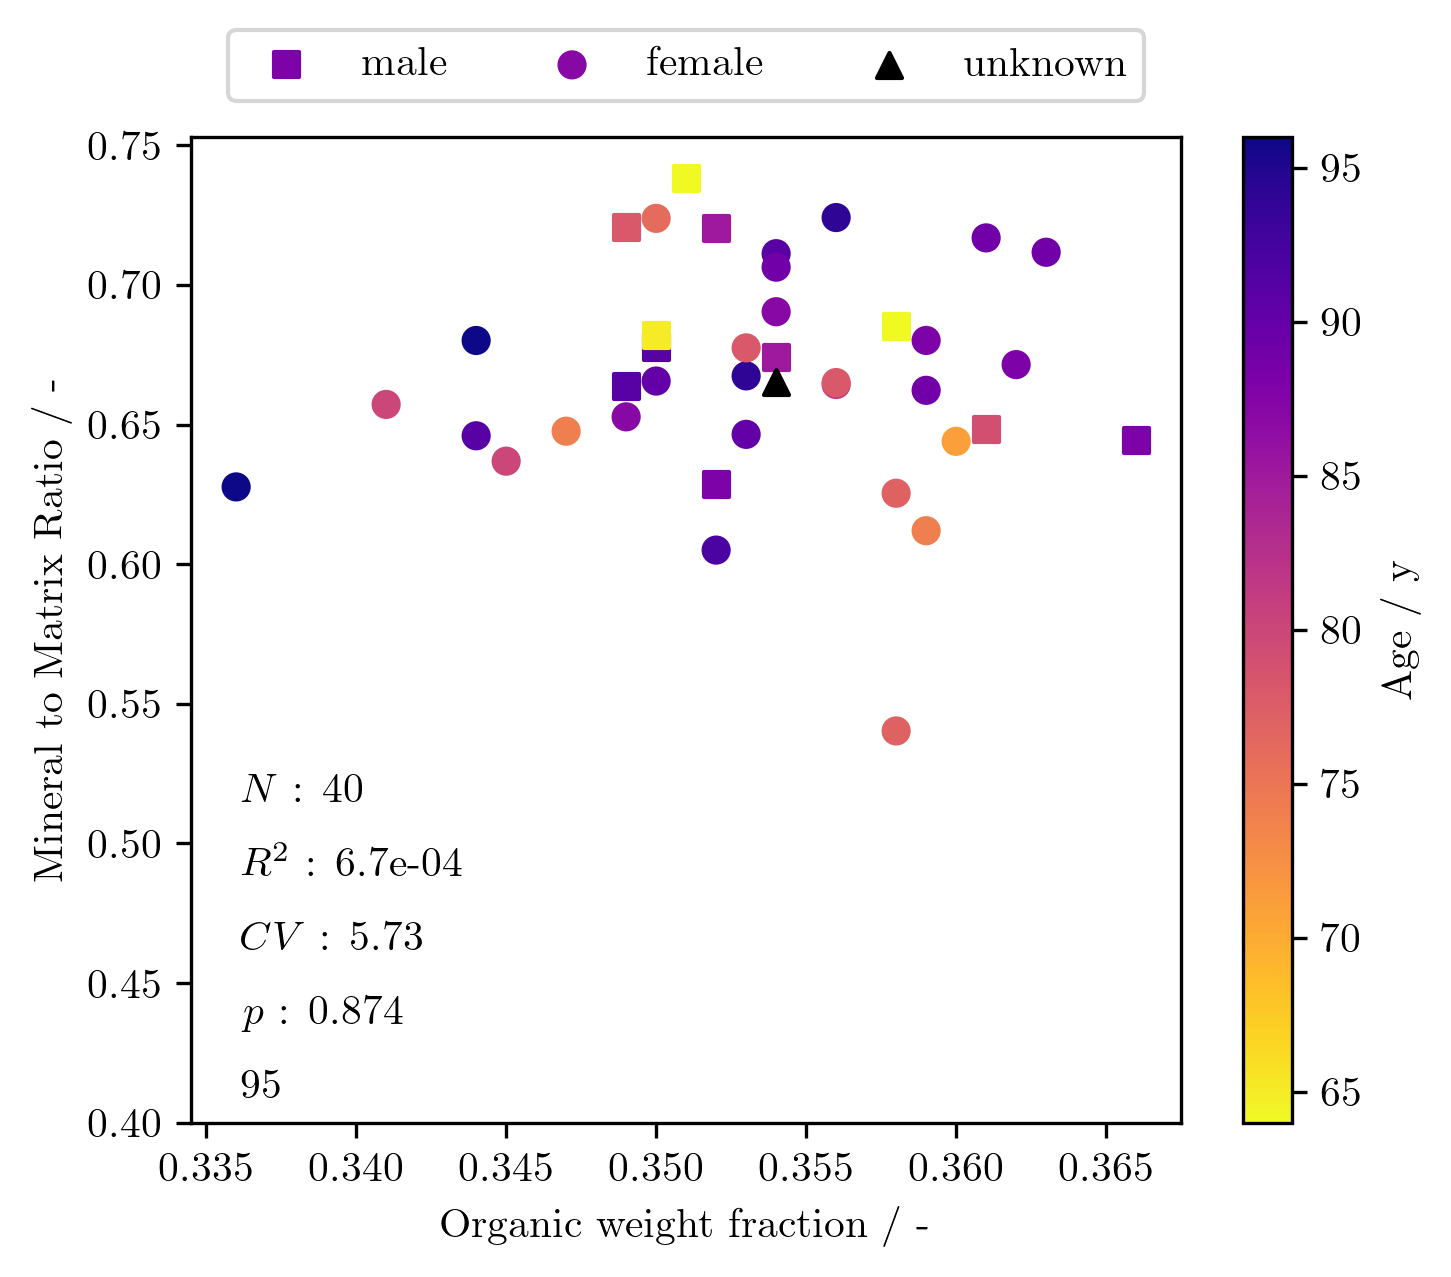 male female unknown
0.75
0.70
0.65
0.60
0.55
0.50
0.45
0.40
Mineral to Matrix Ratio / -
N : 40
R² : 6.7e-04
CV : 5.73
p : 0.874
95
0.335 0.340 0.345 0.350 0.355 0.360 0.365
Organic weight fraction / -
95
90
85
80
75
70
65
Age / y